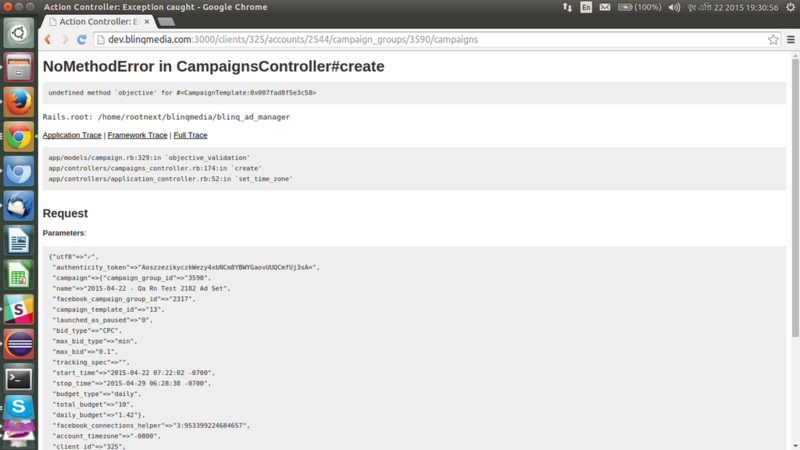 Action Controller: Exception caught - Google Chrome
En
(100%)
বুধ এপ্রি 22 2015 19:30:56
Action Controller: Exce
dev.blinqmedia.com:3000/clients/325/accounts/2544/campaign_groups/3590/campaigns
NoMethodError in CampaignsController#create
undefined method `objective' for #<CampaignTemplate:0x007fad8f5e3c58>
Rails.root: /home/rootnext/blinqmedia/blinq_ad_manager
Application Trace | Framework Trace | Full Trace
app/models/campaign.rb:329:in `objective_validation'
app/controllers/campaigns_controller.rb:174:in `create'
app/controllers/application_controller.rb:52:in `set_time_zone'
Request
Parameters:
{"utf8"=>"✓",
"authenticity_token"=>"AoszzezikyczkWezy4xbNCm8YBWYGaovUUQCmfUj3sA=",
"campaign"=>{"campaign_group_id"=>"3590",
"name"=>"2015-04-22 - Qa Rn Test 2182 Ad Set",
"facebook_campaign_group_id"=>"2317",
"campaign_template_id"=>"13",
"launched_as_paused"=>"0",
"bid_type"=>"CPC",
"max_bid_type"=>"min",
"max_bid"=>"0.1",
"tracking_spec"=>"",
"start_time"=>"2015-04-22 07:22:02 -0700",
"stop_time"=>"2015-04-29 06:28:38 -0700",
"budget_type"=>"daily",
"total_budget"=>"10",
"daily_budget"=>"1.42"},
"facebook_connections_helper"=>"3:953399224684657",
"account_timezone"=>"-0800",
"client_id"=>"325",